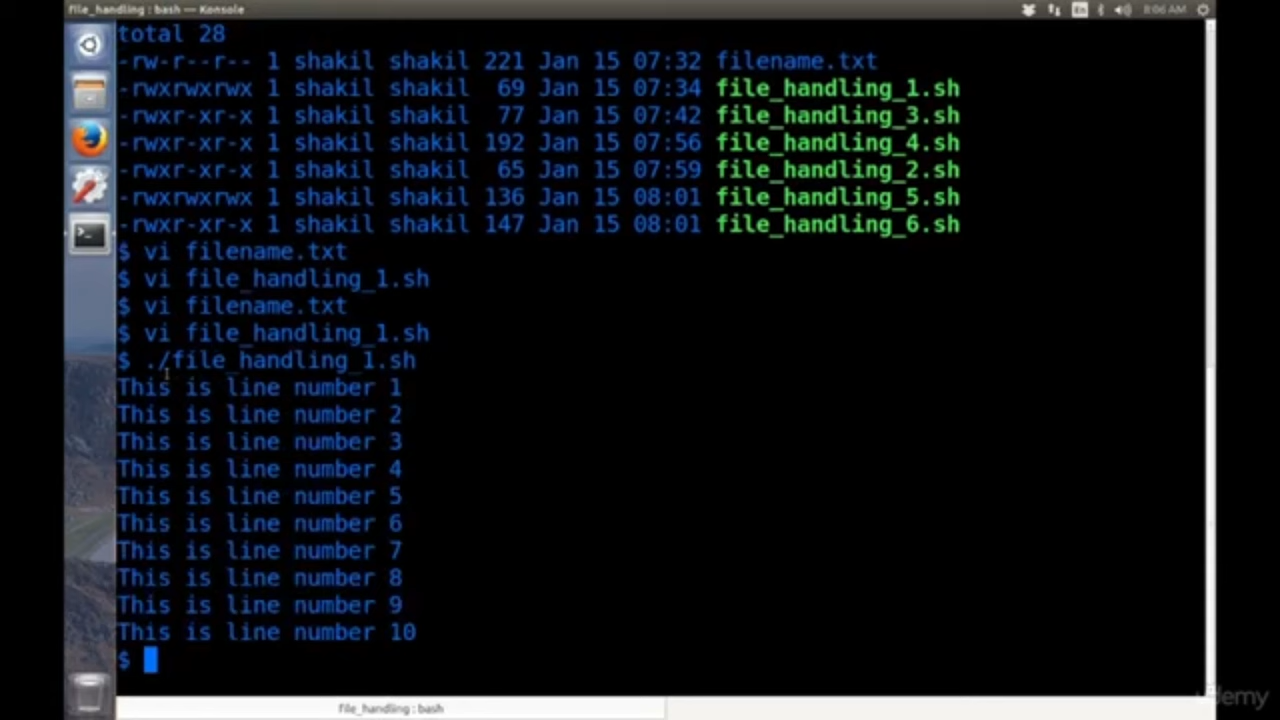 file_handling : bash — Konsole
En
8:06 AM
total 28
-rw-r--r-- 1 shakil shakil 221 Jan 15 07:32 filename.txt
-rwxrwxrwx 1 shakil shakil  69 Jan 15 07:34 file_handling_1.sh
-rwxr-xr-x 1 shakil shakil  77 Jan 15 07:42 file_handling_3.sh
-rwxr-xr-x 1 shakil shakil 192 Jan 15 07:56 file_handling_4.sh
-rwxr-xr-x 1 shakil shakil  65 Jan 15 07:59 file_handling_2.sh
-rwxrwxrwx 1 shakil shakil 136 Jan 15 08:01 file_handling_5.sh
-rwxr-xr-x 1 shakil shakil 147 Jan 15 08:01 file_handling_6.sh
$ vi filename.txt
$ vi file_handling_1.sh
$ vi filename.txt
$ vi file_handling_1.sh
$ ./file_handling_1.sh
This is line number 1
This is line number 2
This is line number 3
This is line number 4
This is line number 5
This is line number 6
This is line number 7
This is line number 8
This is line number 9
This is line number 10
$
file_handling : bash
udemy